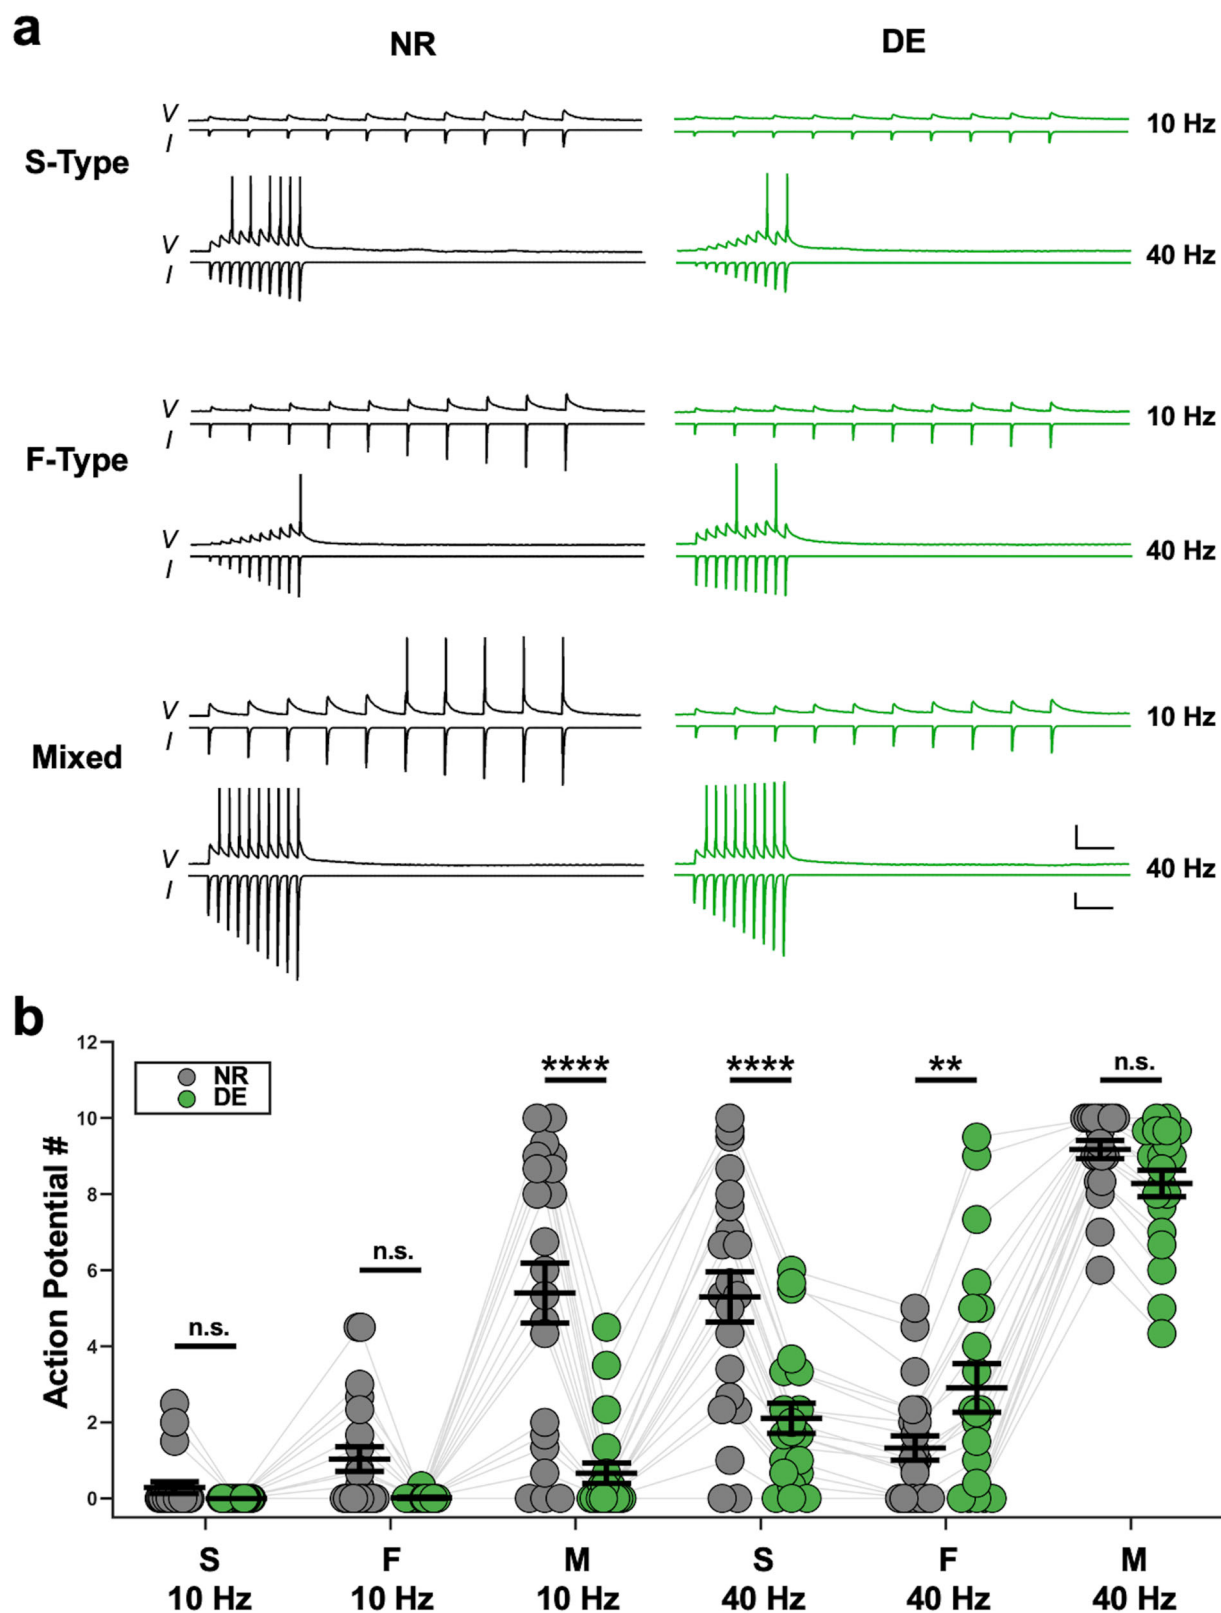 a
NR DE
V
I
10 Hz
S-Type
V
I
40 Hz
V
I
10 Hz
F-Type
V
I
40 Hz
V
I
10 Hz
Mixed
V
I
40 Hz
b
12
10
8
6
4
2
0
Action Potential #
NR
DE
n.s.
n.s.
****
****
**
n.s.
S F M S F M
10 Hz 10 Hz 10 Hz 40 Hz 40 Hz 40 Hz